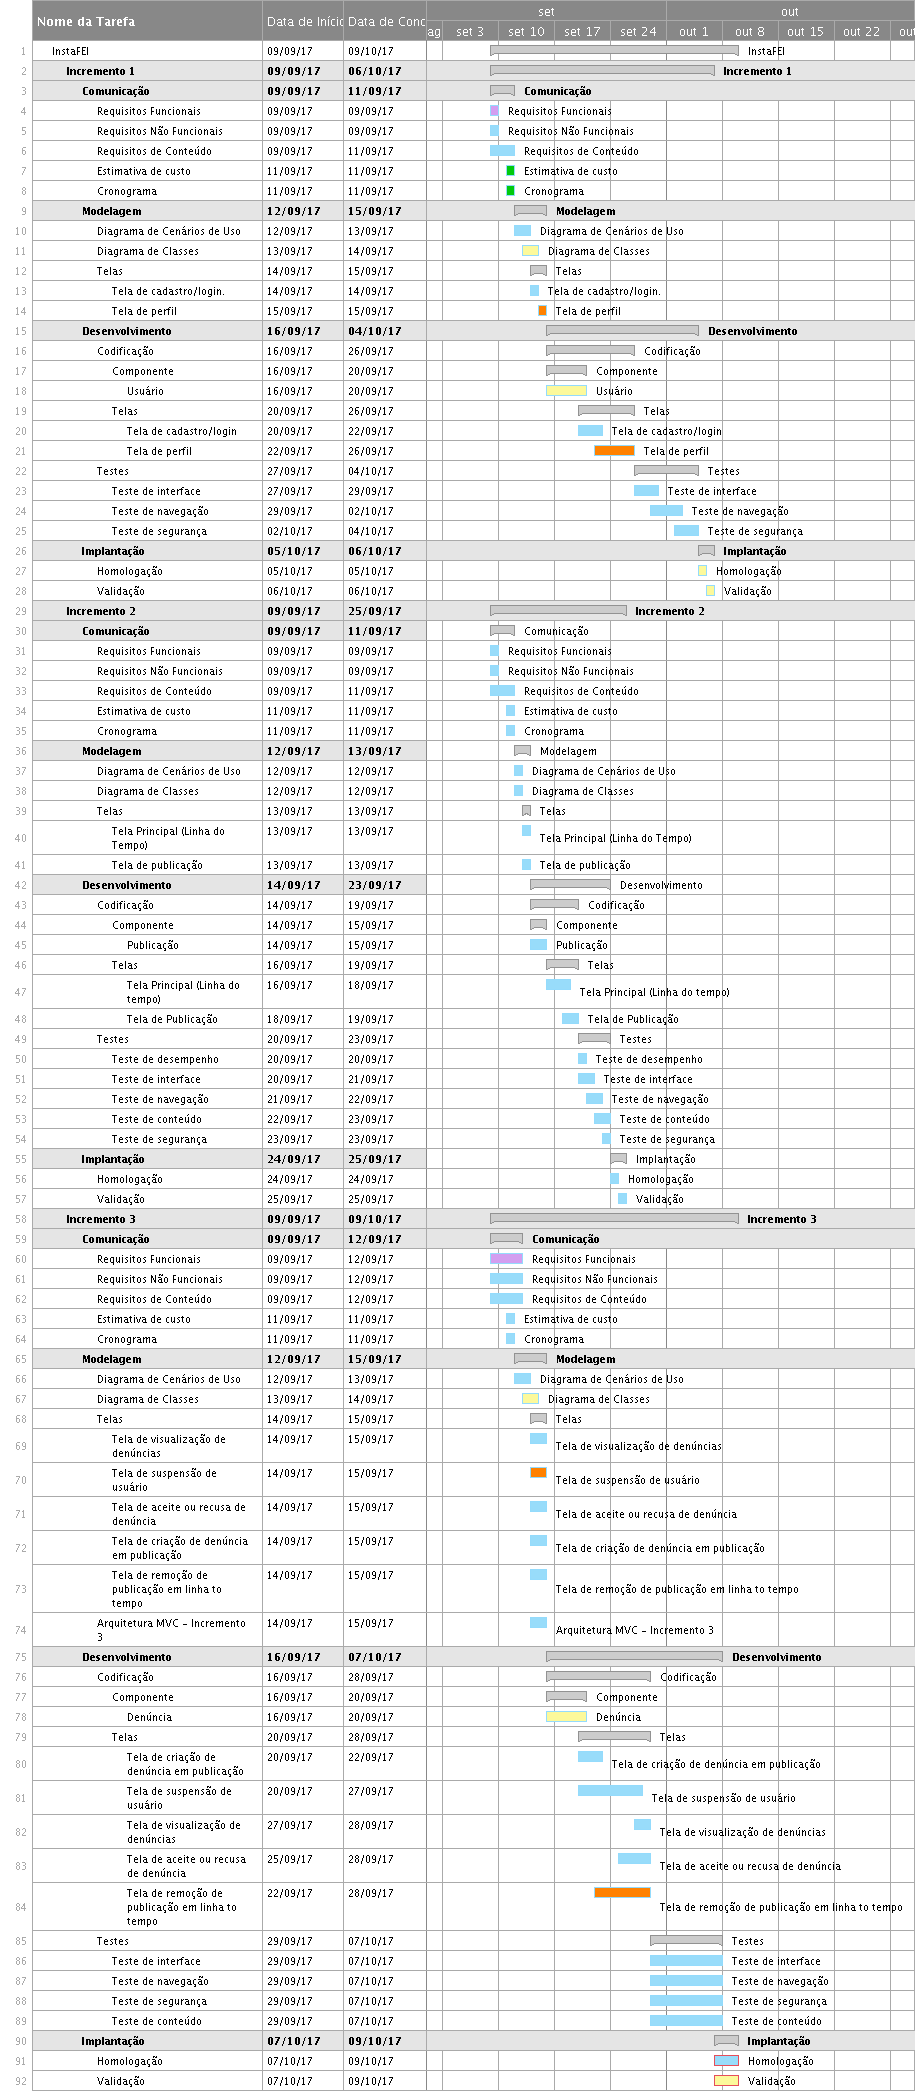 set out
Nome da Tarefa Data de Iníci Data de Conc
ag set 3 set 10 set 17 set 24 out 1 out 8 out 15 out 22 out
1 InstaFEI 09/09/17 09/10/17 InstaFEI
2 Incremento 1 09/09/17 06/10/17 Incremento 1
3 Comunicação 09/09/17 11/09/17 Comunicação
4 Requisitos Funcionais 09/09/17 09/09/17 Requisitos Funcionais
5 Requisitos Não Funcionais 09/09/17 09/09/17 Requisitos Não Funcionais
6 Requisitos de Conteúdo 09/09/17 11/09/17 Requisitos de Conteúdo
7 Estimativa de custo 11/09/17 11/09/17 Estimativa de custo
8 Cronograma 11/09/17 11/09/17 Cronograma
9 Modelagem 12/09/17 15/09/17 Modelagem
10 Diagrama de Cenários de Uso 12/09/17 13/09/17 Diagrama de Cenários de Uso
11 Diagrama de Classes 13/09/17 14/09/17 Diagrama de Classes
12 Telas 14/09/17 15/09/17 Telas
13 Tela de cadastro/login. 14/09/17 14/09/17 Tela de cadastro/login.
14 Tela de perfil 15/09/17 15/09/17 Tela de perfil
15 Desenvolvimento 16/09/17 04/10/17 Desenvolvimento
16 Codificação 16/09/17 26/09/17 Codificação
17 Componente 16/09/17 20/09/17 Componente
18 Usuário 16/09/17 20/09/17 Usuário
19 Telas 20/09/17 26/09/17 Telas
20 Tela de cadastro/login 20/09/17 22/09/17 Tela de cadastro/login
21 Tela de perfil 22/09/17 26/09/17 Tela de perfil
22 Testes 27/09/17 04/10/17 Testes
23 Teste de interface 27/09/17 29/09/17 Teste de interface
24 Teste de navegação 29/09/17 02/10/17 Teste de navegação
25 Teste de segurança 02/10/17 04/10/17 Teste de segurança
26 Implantação 05/10/17 06/10/17 Implantação
27 Homologação 05/10/17 05/10/17 Homologação
28 Validação 06/10/17 06/10/17 Validação
29 Incremento 2 09/09/17 25/09/17 Incremento 2
30 Comunicação 09/09/17 11/09/17 Comunicação
31 Requisitos Funcionais 09/09/17 09/09/17 Requisitos Funcionais
32 Requisitos Não Funcionais 09/09/17 09/09/17 Requisitos Não Funcionais
33 Requisitos de Conteúdo 09/09/17 11/09/17 Requisitos de Conteúdo
34 Estimativa de custo 11/09/17 11/09/17 Estimativa de custo
35 Cronograma 11/09/17 11/09/17 Cronograma
36 Modelagem 12/09/17 13/09/17 Modelagem
37 Diagrama de Cenários de Uso 12/09/17 12/09/17 Diagrama de Cenários de Uso
38 Diagrama de Classes 12/09/17 12/09/17 Diagrama de Classes
39 Telas 13/09/17 13/09/17 Telas
40 Tela Principal (Linha do 13/09/17 13/09/17 Tela Principal (Linha do Tempo)
Tempo)
41 Tela de publicação 13/09/17 13/09/17 Tela de publicação
42 Desenvolvimento 14/09/17 23/09/17 Desenvolvimento
43 Codificação 14/09/17 19/09/17 Codificação
44 Componente 14/09/17 15/09/17 Componente
45 Publicação 14/09/17 15/09/17 Publicação
46 Telas 16/09/17 19/09/17 Telas
47 Tela Principal (Linha do 16/09/17 18/09/17 Tela Principal (Linha do tempo)
tempo)
48 Tela de Publicação 18/09/17 19/09/17 Tela de Publicação
49 Testes 20/09/17 23/09/17 Testes
50 Teste de desempenho 20/09/17 20/09/17 Teste de desempenho
51 Teste de interface 20/09/17 21/09/17 Teste de interface
52 Teste de navegação 21/09/17 22/09/17 Teste de navegação
53 Teste de conteúdo 22/09/17 23/09/17 Teste de conteúdo
54 Teste de segurança 23/09/17 23/09/17 Teste de segurança
55 Implantação 24/09/17 25/09/17 Implantação
56 Homologação 24/09/17 24/09/17 Homologação
57 Validação 25/09/17 25/09/17 Validação
58 Incremento 3 09/09/17 09/10/17 Incremento 3
59 Comunicação 09/09/17 12/09/17 Comunicação
60 Requisitos Funcionais 09/09/17 12/09/17 Requisitos Funcionais
61 Requisitos Não Funcionais 09/09/17 12/09/17 Requisitos Não Funcionais
62 Requisitos de Conteúdo 09/09/17 12/09/17 Requisitos de Conteúdo
63 Estimativa de custo 11/09/17 11/09/17 Estimativa de custo
64 Cronograma 11/09/17 11/09/17 Cronograma
65 Modelagem 12/09/17 15/09/17 Modelagem
66 Diagrama de Cenários de Uso 12/09/17 13/09/17 Diagrama de Cenários de Uso
67 Diagrama de Classes 13/09/17 14/09/17 Diagrama de Classes
68 Telas 14/09/17 15/09/17 Telas
69 Tela de visualização de 14/09/17 15/09/17 Tela de visualização de denúncias
denúncias
70 Tela de suspensão de 14/09/17 15/09/17 Tela de suspensão de usuário
usuário
71 Tela de aceite ou recusa de 14/09/17 15/09/17 Tela de aceite ou recusa de denúncia
denúncia
72 Tela de criação de denúncia 14/09/17 15/09/17 Tela de criação de denúncia em publicação
em publicação
73 Tela de remoção de 14/09/17 15/09/17 Tela de remoção de publicação em linha to tempo
publicação em linha to
tempo
74 Arquitetura MVC - Incremento 14/09/17 15/09/17 Arquitetura MVC - Incremento 3
3
75 Desenvolvimento 16/09/17 07/10/17 Desenvolvimento
76 Codificação 16/09/17 28/09/17 Codificação
77 Componente 16/09/17 20/09/17 Componente
78 Denúncia 16/09/17 20/09/17 Denúncia
79 Telas 20/09/17 28/09/17 Telas
80 Tela de criação de 20/09/17 22/09/17 Tela de criação de denúncia em publicação
denúncia em publicação
81 Tela de suspensão de 20/09/17 27/09/17 Tela de suspensão de usuário
usuário
82 Tela de visualização de 27/09/17 28/09/17 Tela de visualização de denúncias
denúncias
83 Tela de aceite ou recusa 25/09/17 28/09/17 Tela de aceite ou recusa de denúncia
de denúncia
84 Tela de remoção de 22/09/17 28/09/17 Tela de remoção de publicação em linha to tempo
publicação em linha to
tempo
85 Testes 29/09/17 07/10/17 Testes
86 Teste de interface 29/09/17 07/10/17 Teste de interface
87 Teste de navegação 29/09/17 07/10/17 Teste de navegação
88 Teste de segurança 29/09/17 07/10/17 Teste de segurança
89 Teste de conteúdo 29/09/17 07/10/17 Teste de conteúdo
90 Implantação 07/10/17 09/10/17 Implantação
91 Homologação 07/10/17 09/10/17 Homologação
92 Validação 07/10/17 09/10/17 Validação